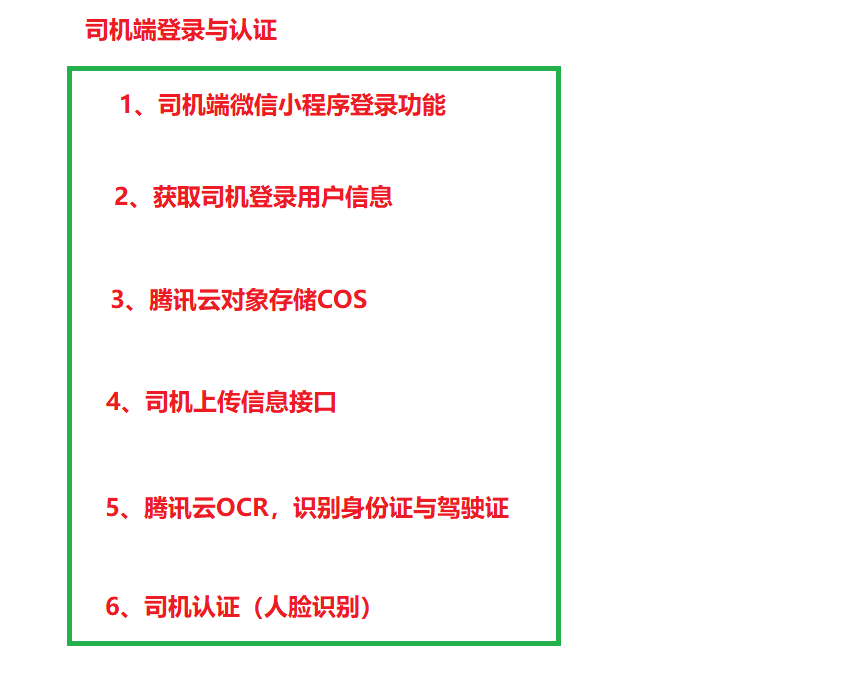 司机端登录与认证
1、司机端微信小程序登录功能
2、获取司机登录用户信息
3、腾讯云对象存储COS
4、司机上传信息接口
5、腾讯云OCR，识别身份证与驾驶证
6、司机认证（人脸识别）